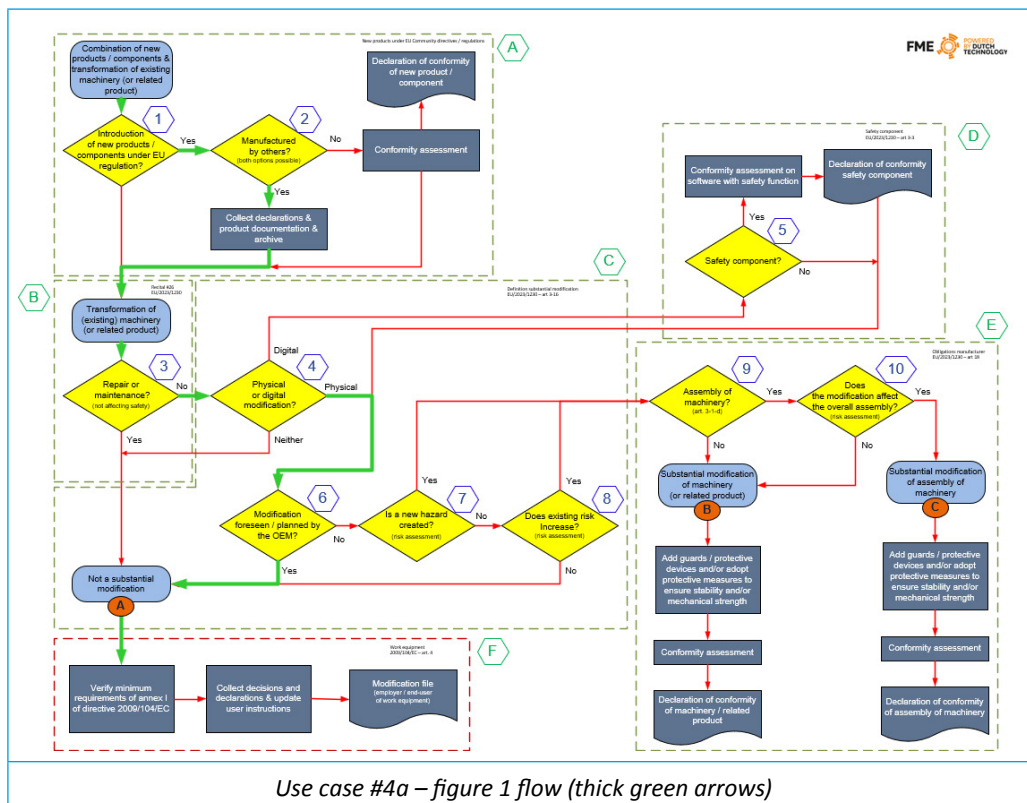 New products under EU Community directives / regulations
A
FME
POWERED
BY DUTCH
TECHNOLOGY
Combination of new
products / components &
transformation of existing
machinery (or related
product)
Declaration of conformity
of new product /
component
1
2
Introduction
of new products /
components under EU
regulation?
Yes
Manufactured
by others?
(both options possible)
No
Conformity assessment
Yes
Collect declarations &
product documentation &
archive
Safety component
EU/2023/1230 – art 3-3
D
Conformity assessment on
software with safety function
Declaration of conformity
safety component
Yes
5
Safety component?
No
B
Recital #26
EU/2023/1230
C
Definition substantial modification
EU/2023/1230 – art 3-16
Transformation of
(existing) machinery
(or related product)
Digital
3
4
Repair or
maintenance?
(not affecting safety)
No
Physical
or digital
modification?
Physical
Yes
Neither
E
Obligations manufacturer
EU/2023/1230 – art 18
9
10
Assembly of
machinery?
(art. 3-1-d)
Yes
Does
the modification affect
the overall assembly?
(risk assessment)
Yes
No
No
Substantial modification
of machinery
(or related product)
B
Substantial modification
of assembly of
machinery
C
6
7
8
Modification
foreseen / planned by
the OEM?
No
Yes
Is a new hazard
created?
(risk assessment)
No
Yes
Does existing risk
Increase?
(risk assessment)
Yes
No
Not a substantial
modification
A
Add guards / protective
devices and/or adopt
protective measures to
ensure stability and/or
mechanical strength
Add guards / protective
devices and/or adopt
protective measures to
ensure stability and/or
mechanical strength
Conformity assessment
Conformity assessment
Declaration of conformity
of machinery / related
product
Declaration of conformity
of assembly of machinery
Work equipment
2009/104/EC – art. 4
F
Verify minimum
requirements of annex I
of directive 2009/104/EC
Collect decisions and
declarations & update
user instructions
Modification file
(employer / end-user
of work equipment)
Use case #4a – figure 1 flow (thick green arrows)